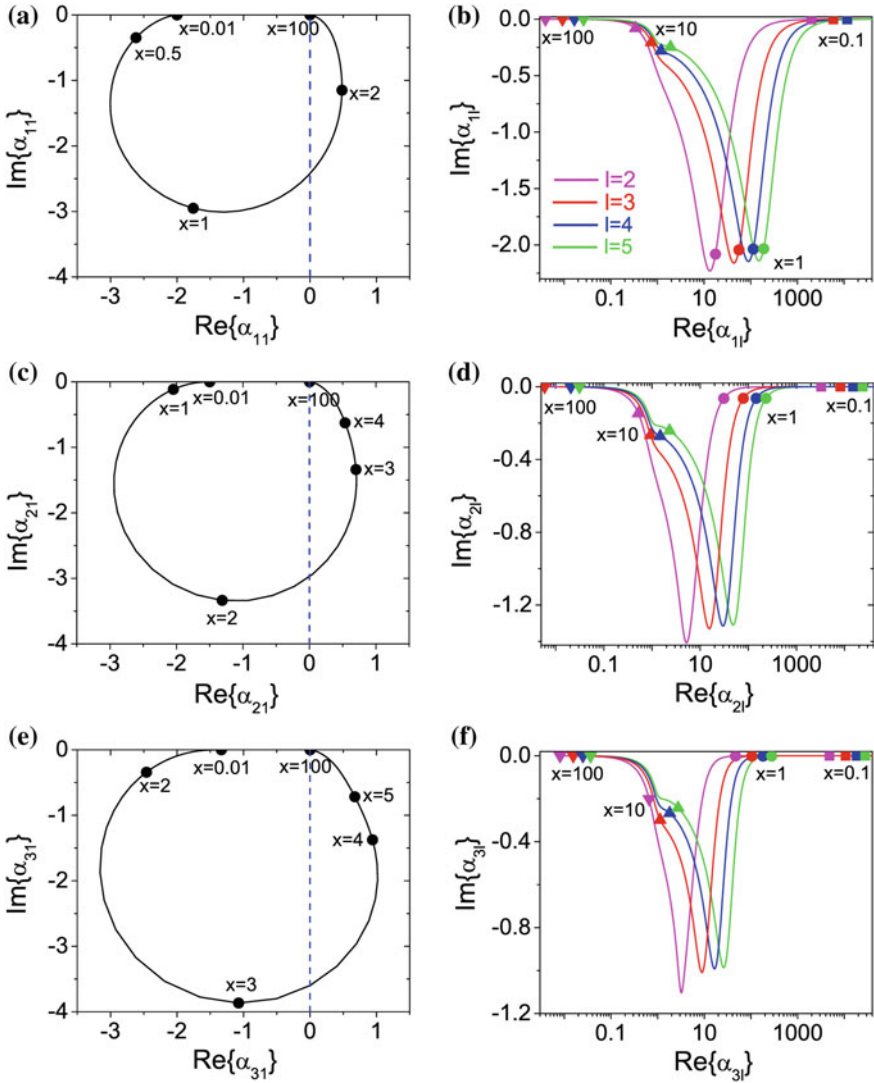 (a)
0
-1
-2
-3
-4
Im{α₁₁}
x=0.01
x=100
x=0.5
x=2
x=1
-3 -2 -1 0 1
Re{α₁₁}
(b)
0.0
-0.5
-1.0
-1.5
-2.0
Im{α₁ₗ}
x=100
x=10
x=0.1
l=2
l=3
l=4
l=5
x=1
0.1 10 1000
Re{α₁ₗ}
(c)
0
-1
-2
-3
-4
Im{α₂₁}
x=1
x=0.01
x=100
x=4
x=3
x=2
-3 -2 -1 0 1
Re{α₂₁}
(d)
0.0
-0.4
-0.8
-1.2
Im{α₂ₗ}
x=100
x=10
x=1
x=0.1
0.1 10 1000
Re{α₂ₗ}
(e)
0
-1
-2
-3
-4
Im{α₃₁}
x=2
x=0.01
x=100
x=5
x=4
x=3
-3 -2 -1 0 1
Re{α₃₁}
(f)
0.0
-0.4
-0.8
-1.2
Im{α₃ₗ}
x=100
x=10
x=1
x=0.1
0.1 10 1000
Re{α₃ₗ}